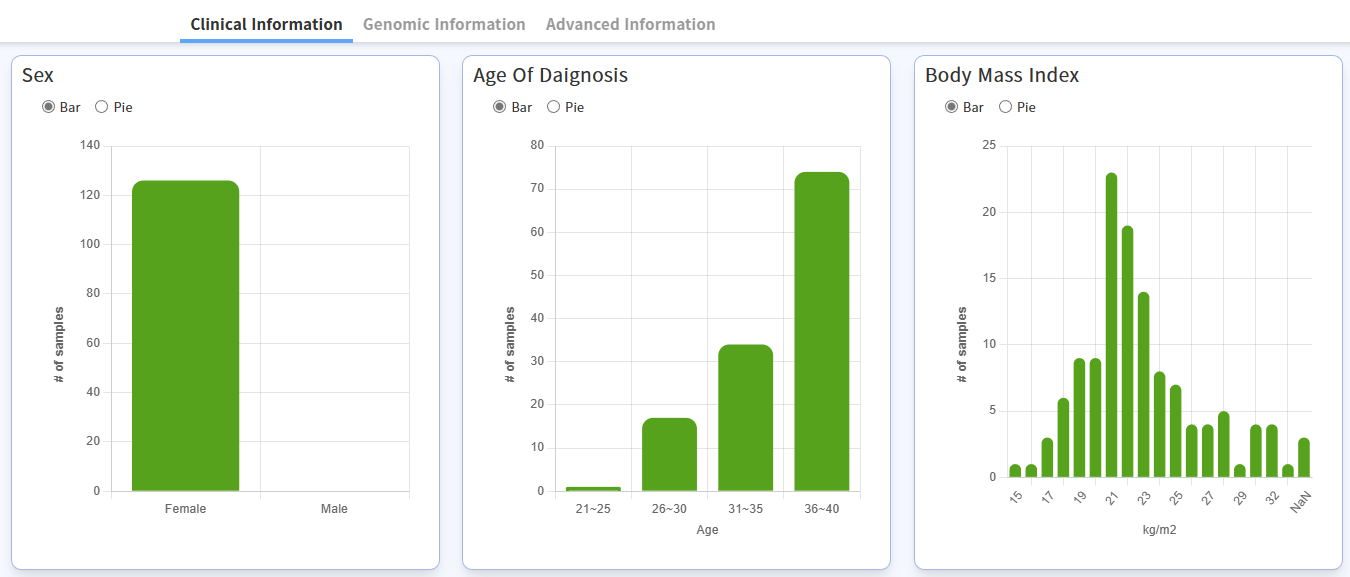 Clinical Information Genomic Information Advanced Information
Sex
Bar Pie
140
120
100
80
60
40
20
0
# of samples
Female Male
Age Of Daignosis
Bar Pie
80
70
60
50
40
30
20
10
0
# of samples
21~25 26~30 31~35 36~40
Age
Body Mass Index
Bar Pie
25
20
15
10
5
0
# of samples
15 17 19 21 23 25 27 29 32 NaN
kg/m2